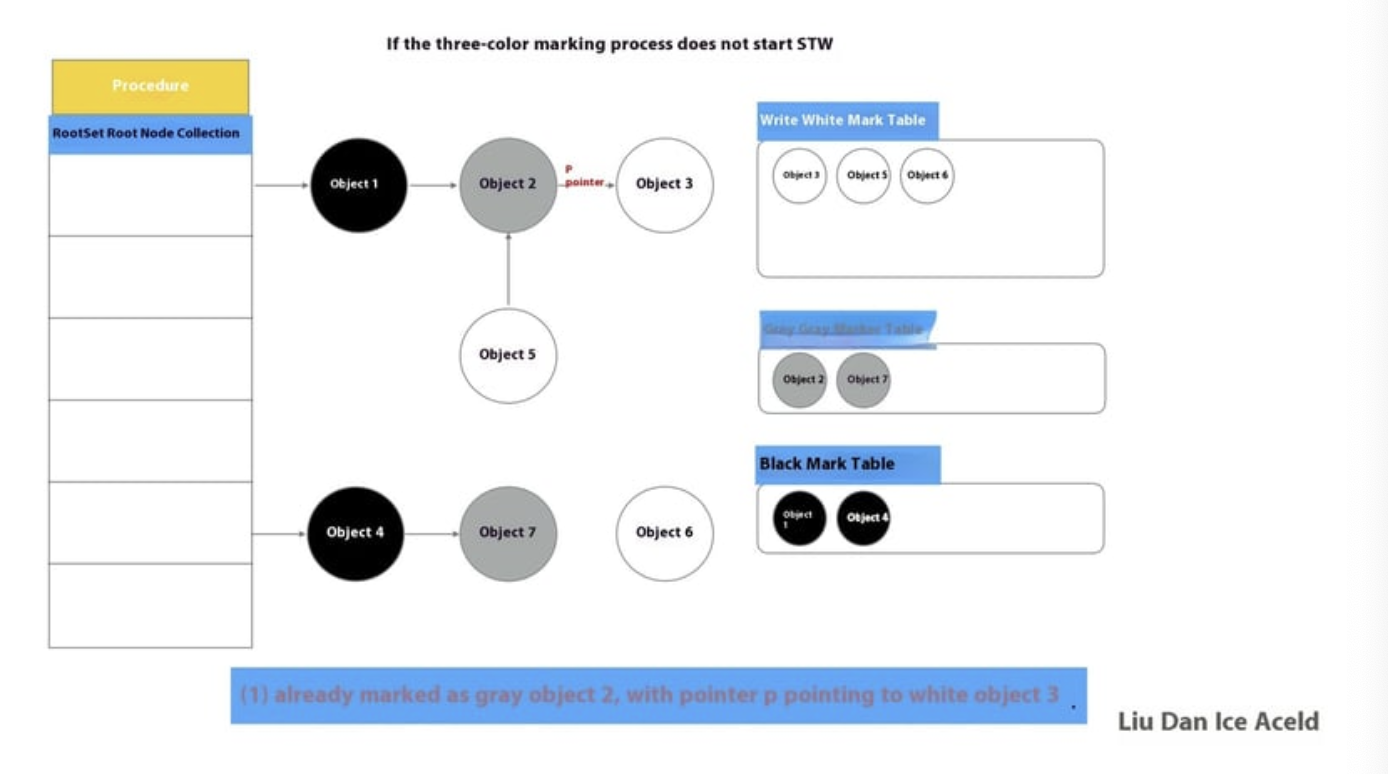 If the three-color marking process does not start STW
Procedure
RootSet Root Node Collection
Object 1
Object 2
P
pointer
Object 3
Object 5
Object 4
Object 7
Object 6
Write White Mark Table
Object 3
Object 5
Object 6
Gray Gray Marker Table
Object 2
Object 7
Black Mark Table
Object
1
Object 4
(1) already marked as gray object 2, with pointer p pointing to white object 3 .
Liu Dan Ice Aceld